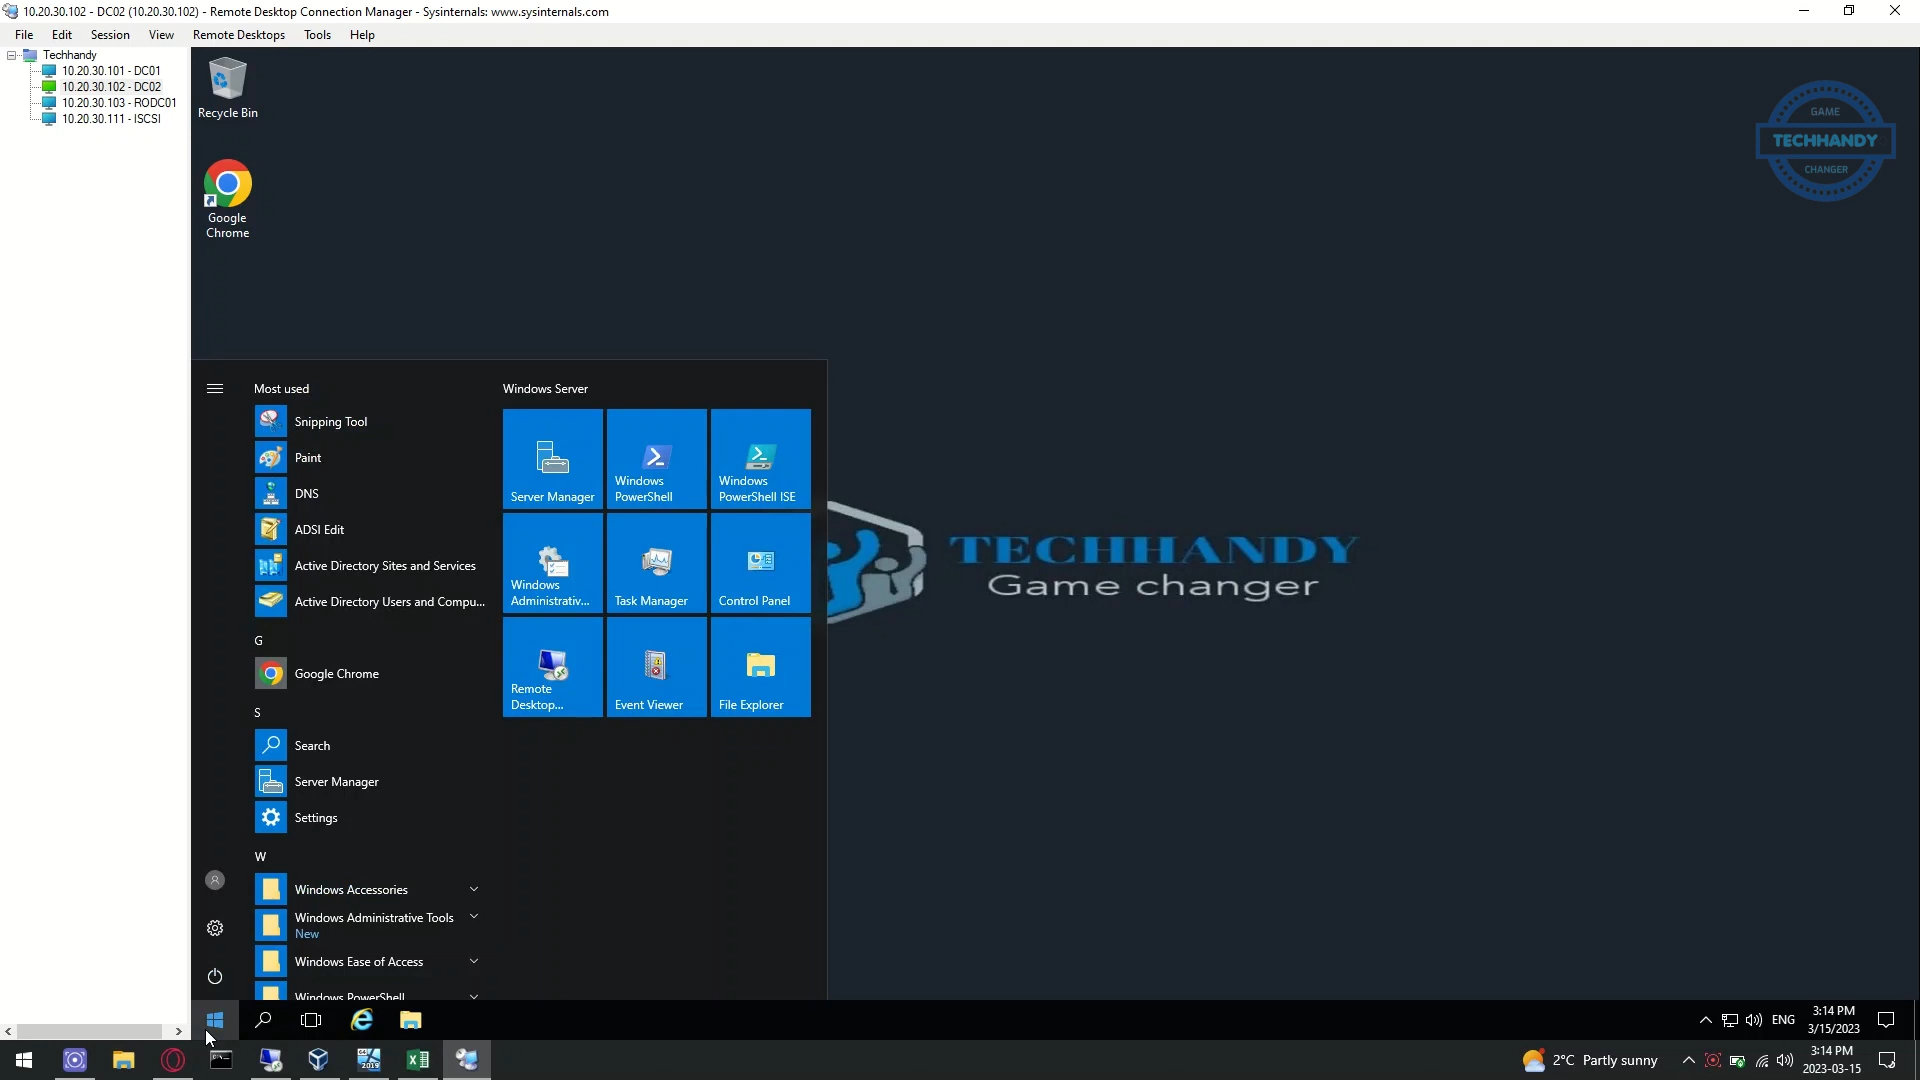 10.20.30.102 - DC02 (10.20.30.102) - Remote Desktop Connection Manager - Sysinternals: www.sysinternals.com
File Edit Session View Remote Desktops Tools Help
Techhandy
10.20.30.101 - DC01
10.20.30.102 - DC02
10.20.30.103 - RODC01
10.20.30.111 - ISCSI
Recycle Bin
Google
Chrome
GAME
TECHHANDY
CHANGER
Most used
Snipping Tool
Paint
DNS
ADSI Edit
Active Directory Sites and Services
Active Directory Users and Compu...
G
Google Chrome
S
Search
Server Manager
Settings
W
Windows Accessories
Windows Administrative Tools
New
Windows Ease of Access
Windows PowerShell
Windows Server
Server Manager
Windows
PowerShell
Windows
PowerShell ISE
Windows
Administrativ...
Task Manager
Control Panel
Remote
Desktop...
Event Viewer
File Explorer
TECHHANDY
Game changer
ENG
3:14 PM
3/15/2023
2019
2°C Partly sunny
3:14 PM
2023-03-15